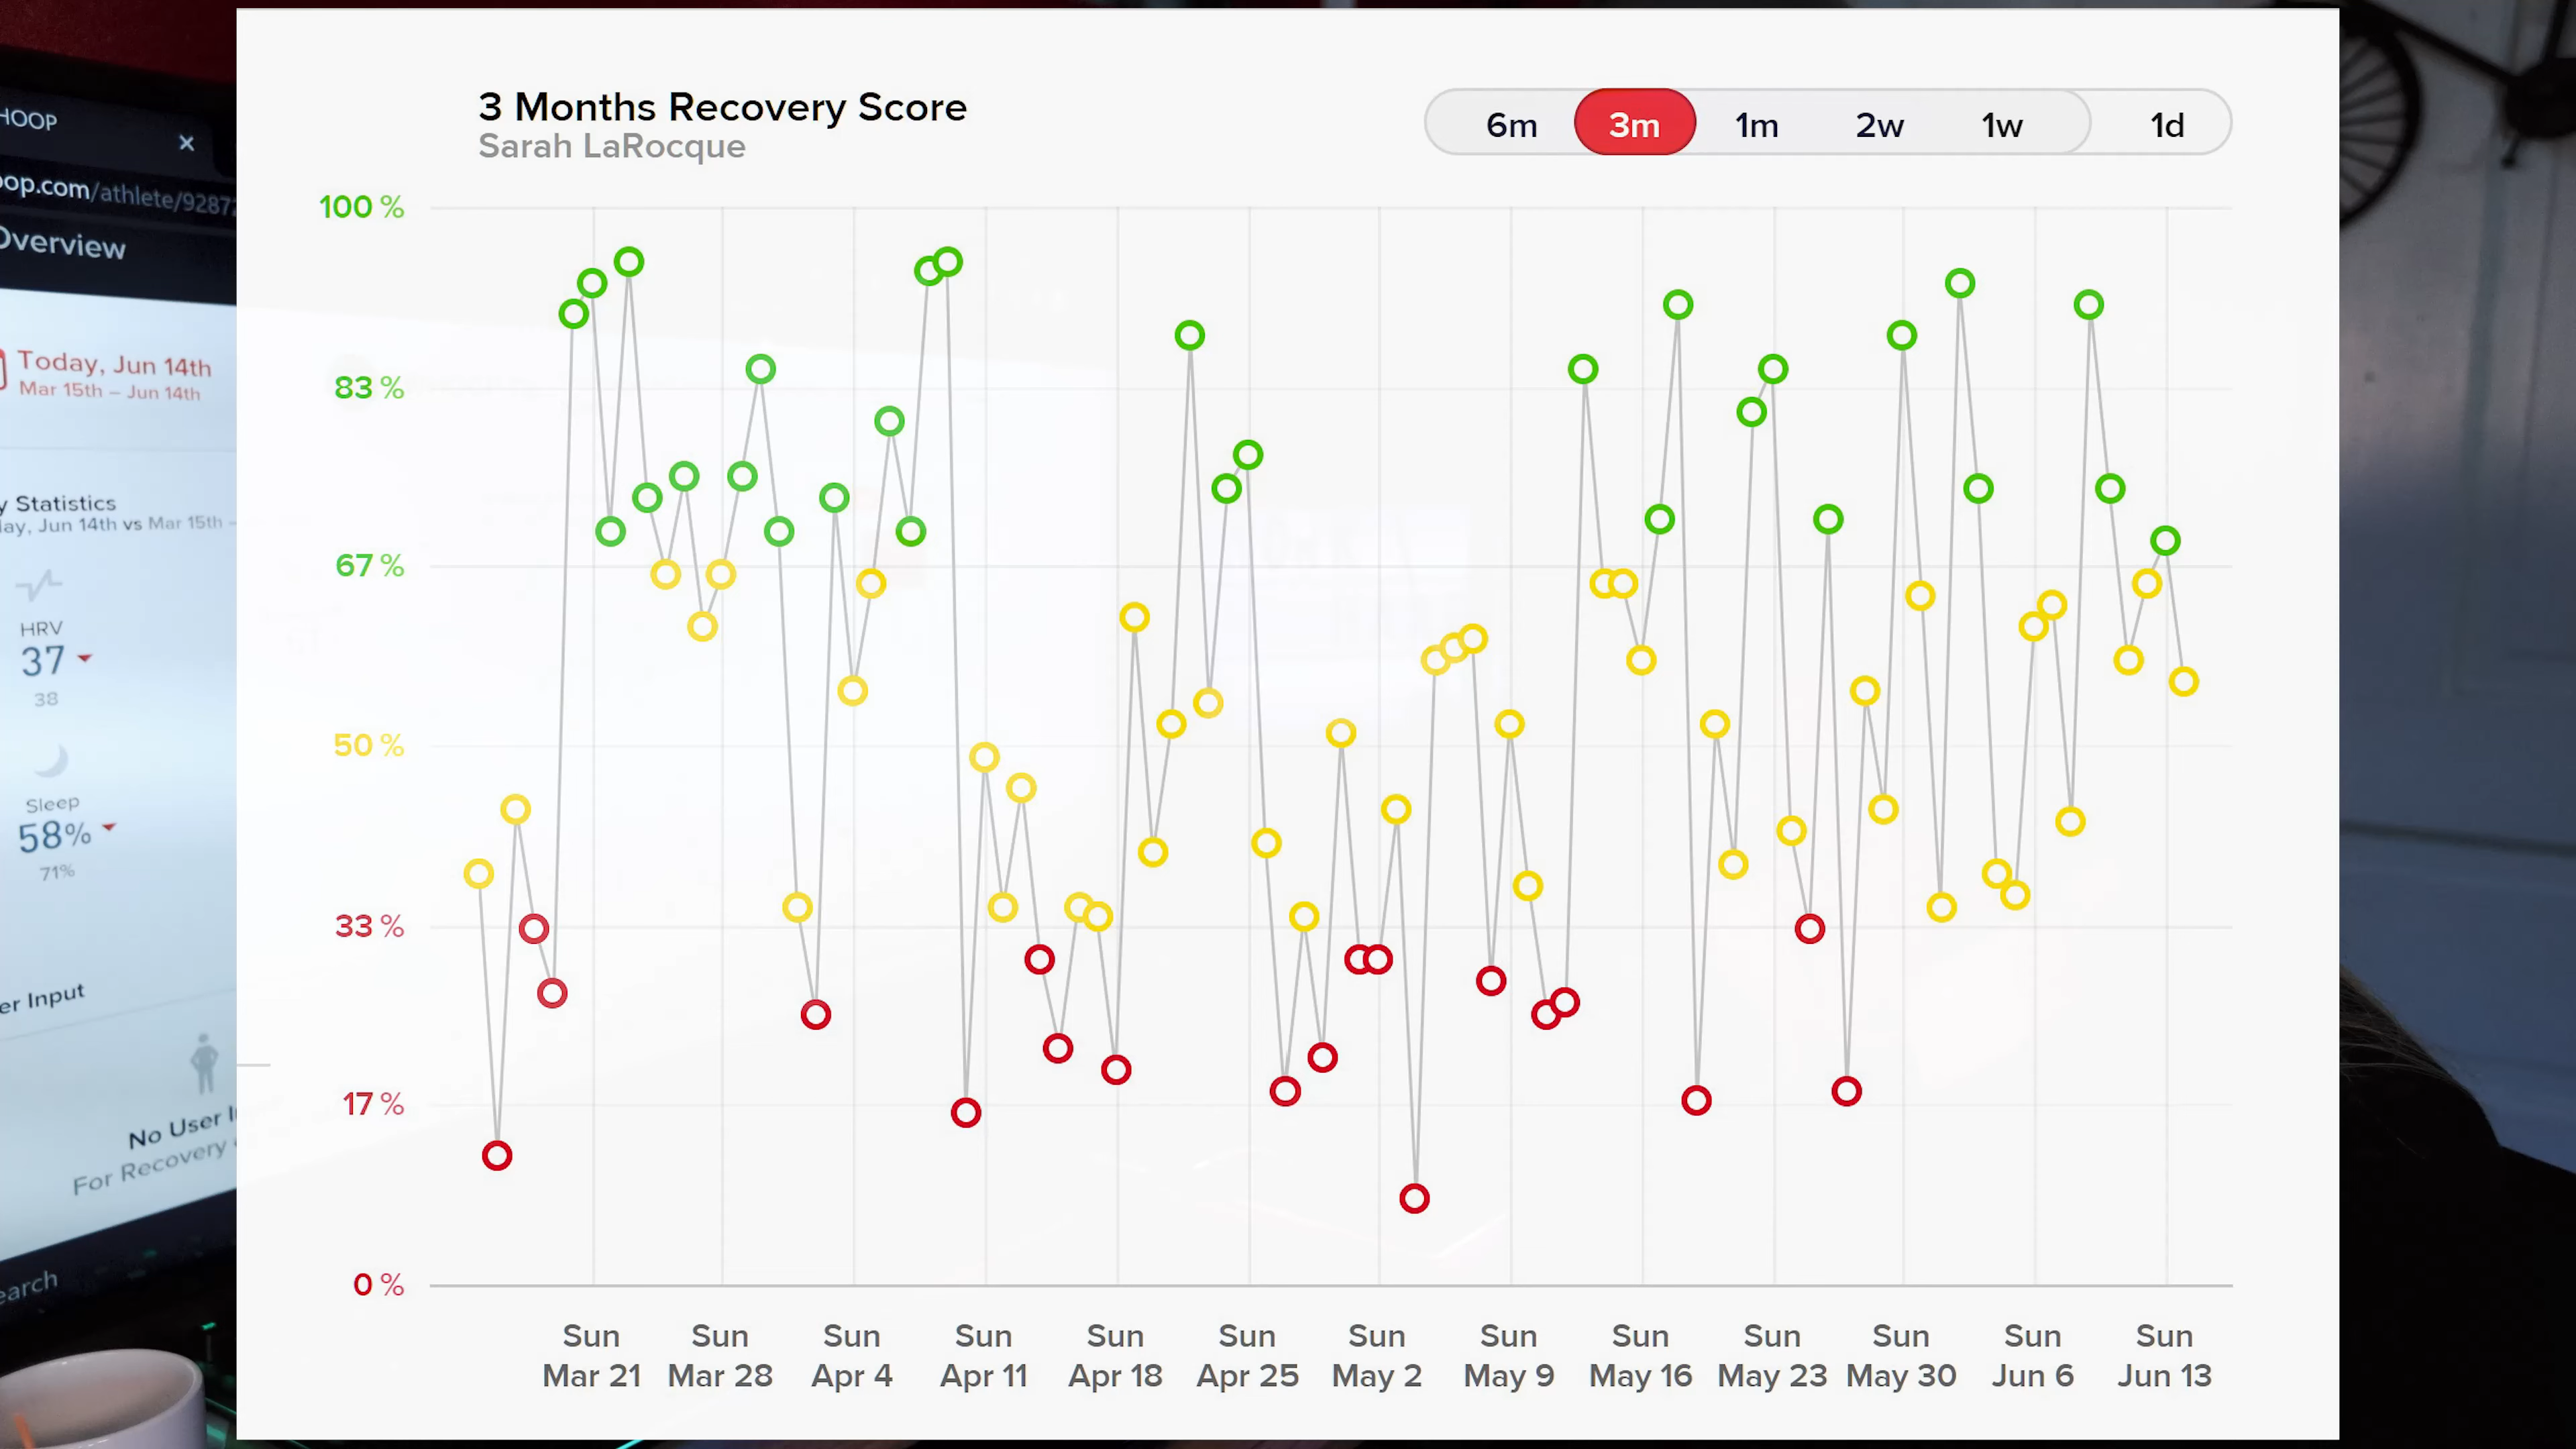 HOOP
oop.com/athlete/9287
Overview
Today, Jun 14th
Mar 15th – Jun 14th
y Statistics
ay, Jun 14th vs Mar 15th –
HRV
37
38
Sleep
58%
71%
er Input
No User I
For Recovery
earch
3 Months Recovery Score
Sarah LaRocque
6m 3m 1m 2w 1w 1d
100 %
83 %
67 %
50 %
33 %
17 %
0 %
Sun Sun Sun Sun Sun Sun Sun Sun Sun Sun Sun Sun Sun
Mar 21 Mar 28 Apr 4 Apr 11 Apr 18 Apr 25 May 2 May 9 May 16 May 23 May 30 Jun 6 Jun 13